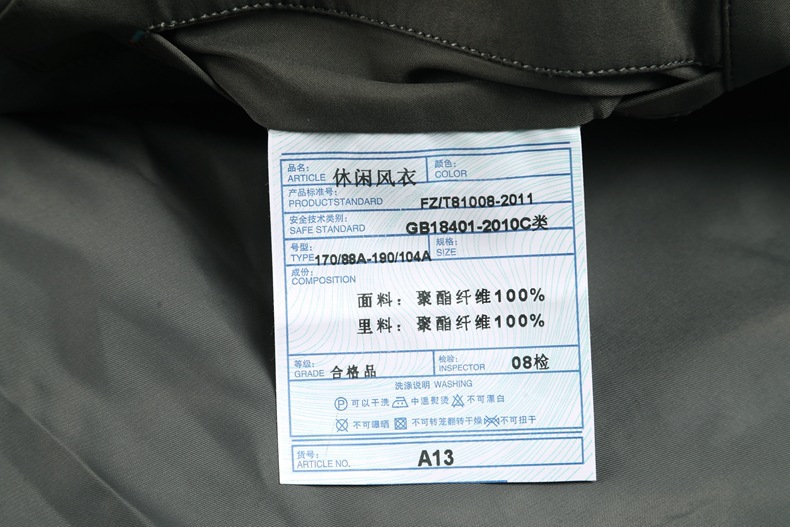 品名: 休闲风衣 颜色:
ARTICLE COLOR
产品标准号:
PRODUCTSTANDARD FZ/T81008-2011
安全技术类别:
SAFE STANDARD GB18401-2010C类
号型: 规格:
TYPE 170/88A-190/104A SIZE
成份:
COMPOSITION
面料: 聚酯纤维100%
里料: 聚酯纤维100%
等级: 检验:
GRADE 合格品 INSPECTOR 08检
洗涤说明 WASHING
P 可以干洗 中温熨烫 不可漂白
不可曝晒 不可转笼翻转干燥 不可扭干
货号:
ARTICLE NO. A13